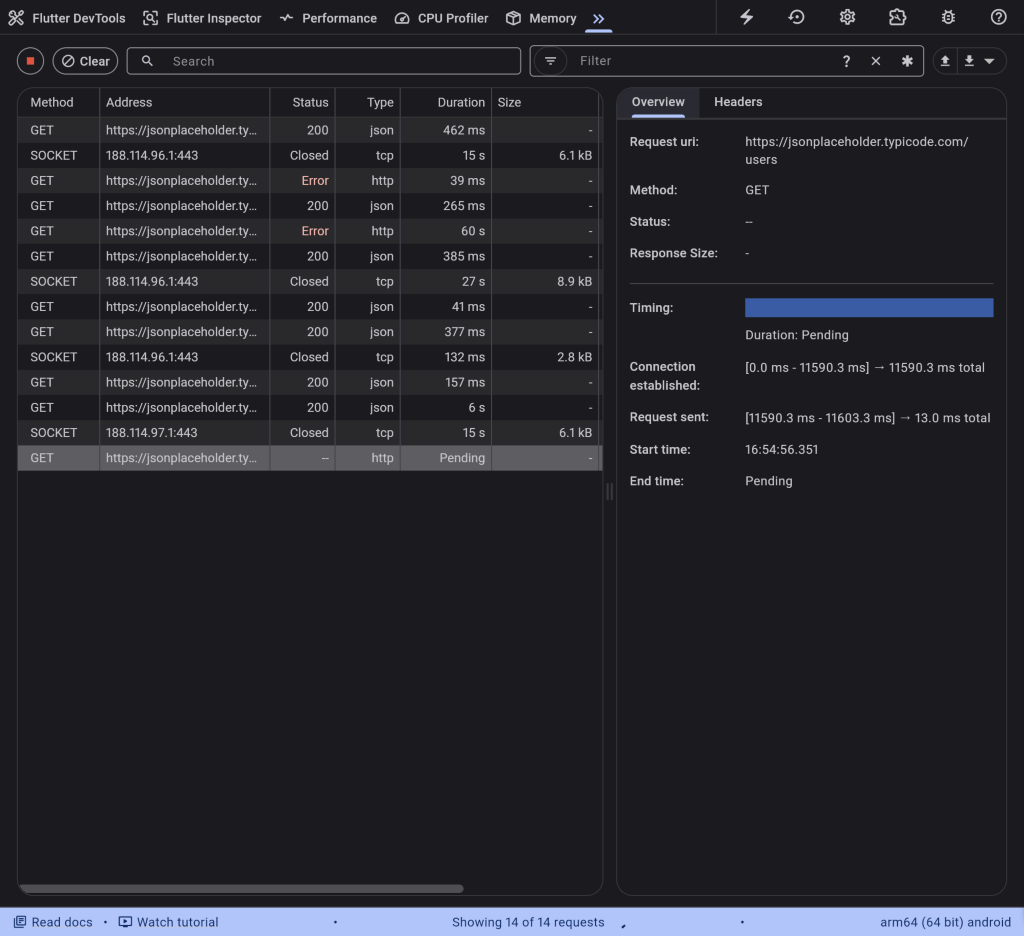 Flutter DevTools Flutter Inspector Performance CPU Profiler Memory
Clear Search Filter ?
Method Address Status Type Duration Size
GET https://jsonplaceholder.ty... 200 json 462 ms -
SOCKET 188.114.96.1:443 Closed tcp 15 s 6.1 kB
GET https://jsonplaceholder.ty... Error http 39 ms -
GET https://jsonplaceholder.ty... 200 json 265 ms -
GET https://jsonplaceholder.ty... Error http 60 s -
GET https://jsonplaceholder.ty... 200 json 385 ms -
SOCKET 188.114.96.1:443 Closed tcp 27 s 8.9 kB
GET https://jsonplaceholder.ty... 200 json 41 ms -
GET https://jsonplaceholder.ty... 200 json 377 ms -
SOCKET 188.114.96.1:443 Closed tcp 132 ms 2.8 kB
GET https://jsonplaceholder.ty... 200 json 157 ms -
GET https://jsonplaceholder.ty... 200 json 6 s -
SOCKET 188.114.97.1:443 Closed tcp 15 s 6.1 kB
GET https://jsonplaceholder.ty... -- http Pending -
Overview Headers
Request uri: https://jsonplaceholder.typicode.com/
users
Method: GET
Status: --
Response Size: -
Timing:
Duration: Pending
Connection established: [0.0 ms - 11590.3 ms] → 11590.3 ms total
Request sent: [11590.3 ms - 11603.3 ms] → 13.0 ms total
Start time: 16:54:56.351
End time: Pending
Read docs • Watch tutorial • Showing 14 of 14 requests • arm64 (64 bit) android